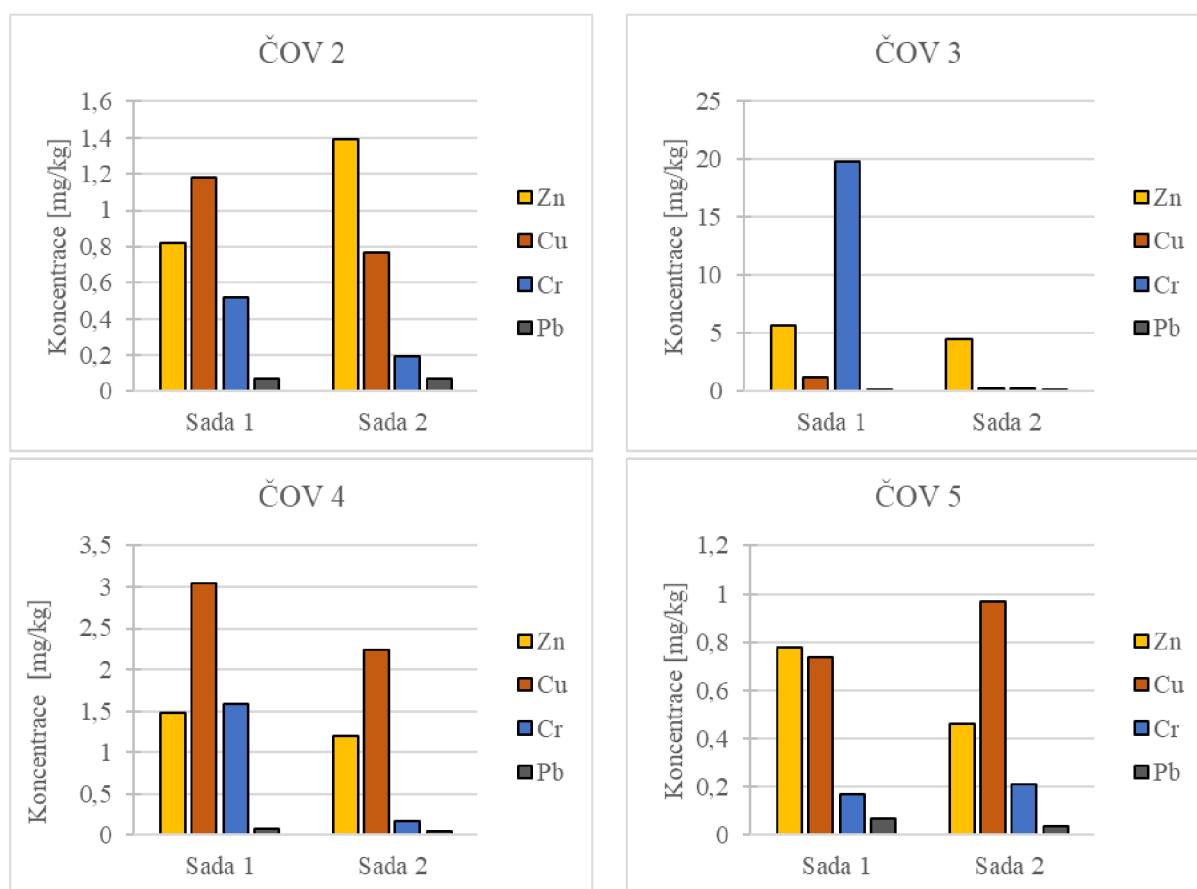 ČOV 2
Koncentrace [mg/kg]
1,6
1,4
1,2
1
0,8
0,6
0,4
0,2
0
Sada 1
Sada 2
Zn
Cu
Cr
Pb
ČOV 3
Koncentrace [mg/kg]
25
20
15
10
5
0
Sada 1
Sada 2
Zn
Cu
Cr
Pb
ČOV 4
Koncentrace [mg/kg]
3,5
3
2,5
2
1,5
1
0,5
0
Sada 1
Sada 2
Zn
Cu
Cr
Pb
ČOV 5
Koncentrace [mg/kg]
1,2
1
0,8
0,6
0,4
0,2
0
Sada 1
Sada 2
Zn
Cu
Cr
Pb